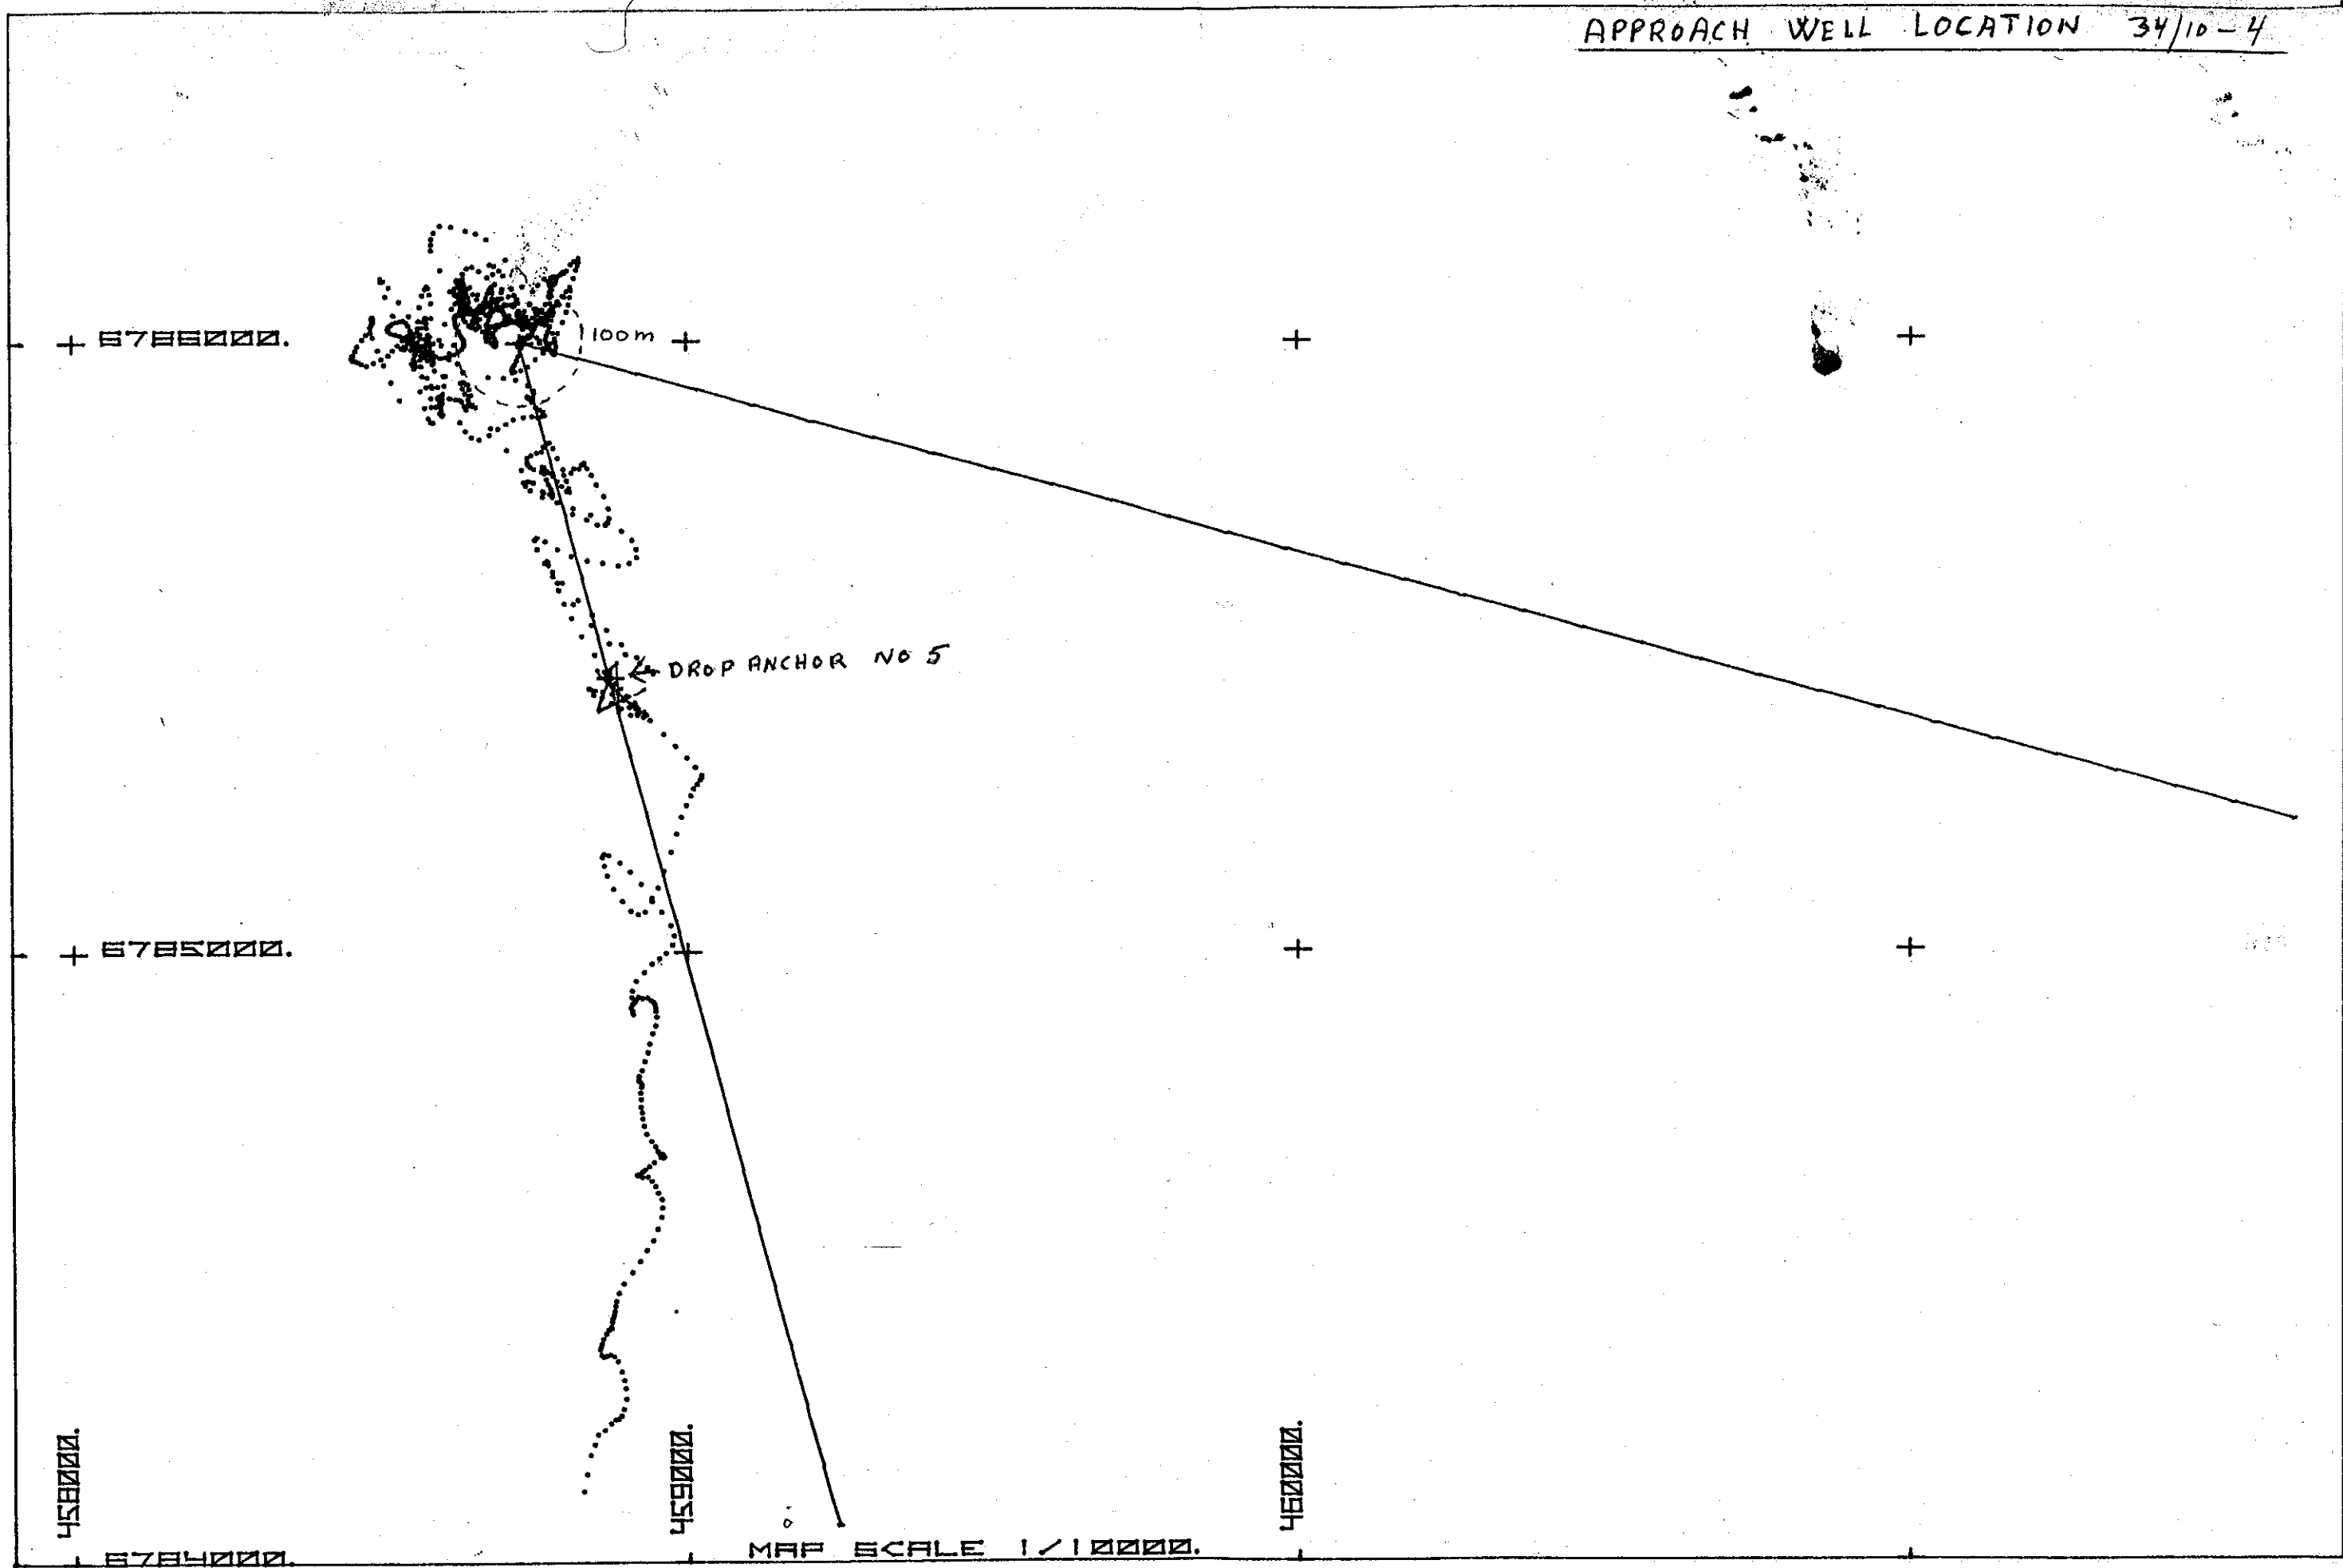 APPROACH WELL LOCATION 34/10-4
100m
6786000.
DROP ANCHOR NO 5
6785000.
458000.
459000.
460000.
MAP SCALE 1/10000.
6784000.